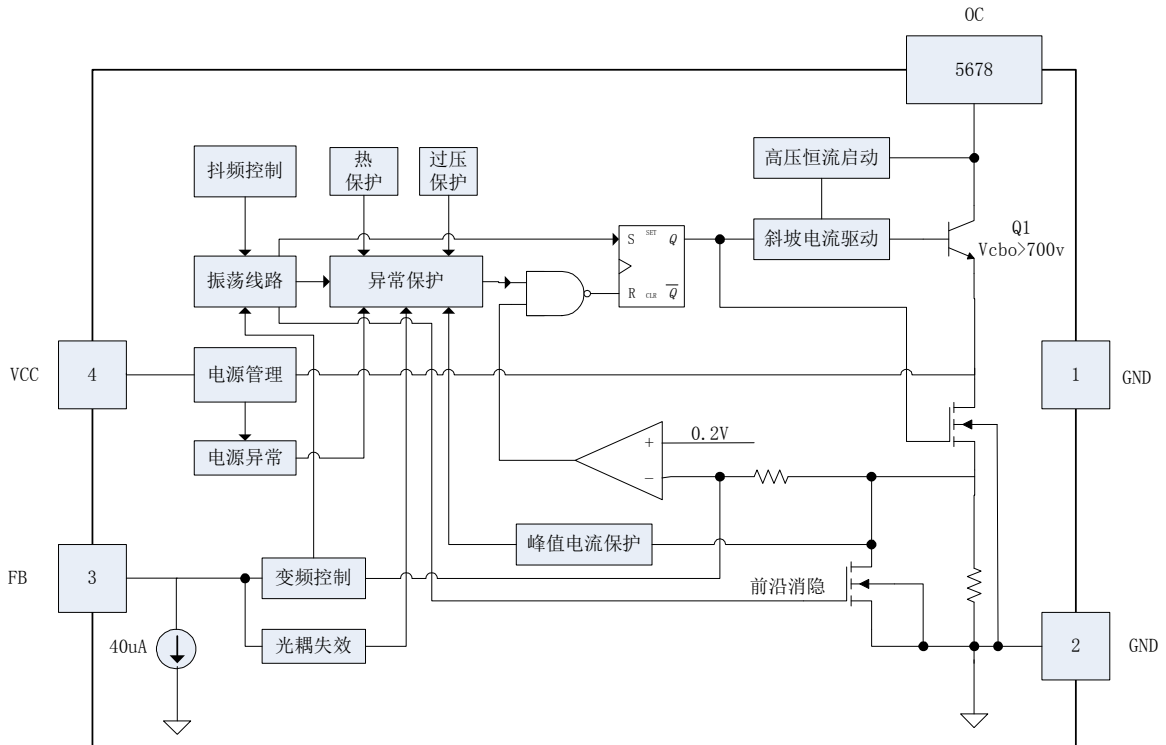 OC
5678
抖频控制
热
保护
过压
保护
高压恒流启动
S
SET
Q
R
CLR
Q
斜坡电流驱动
Q1
Vcbo>700v
振荡线路
异常保护
VCC
4
电源管理
1
GND
电源异常
+
0.2V
-
峰值电流保护
FB
3
变频控制
前沿消隐
40uA
光耦失效
2
GND